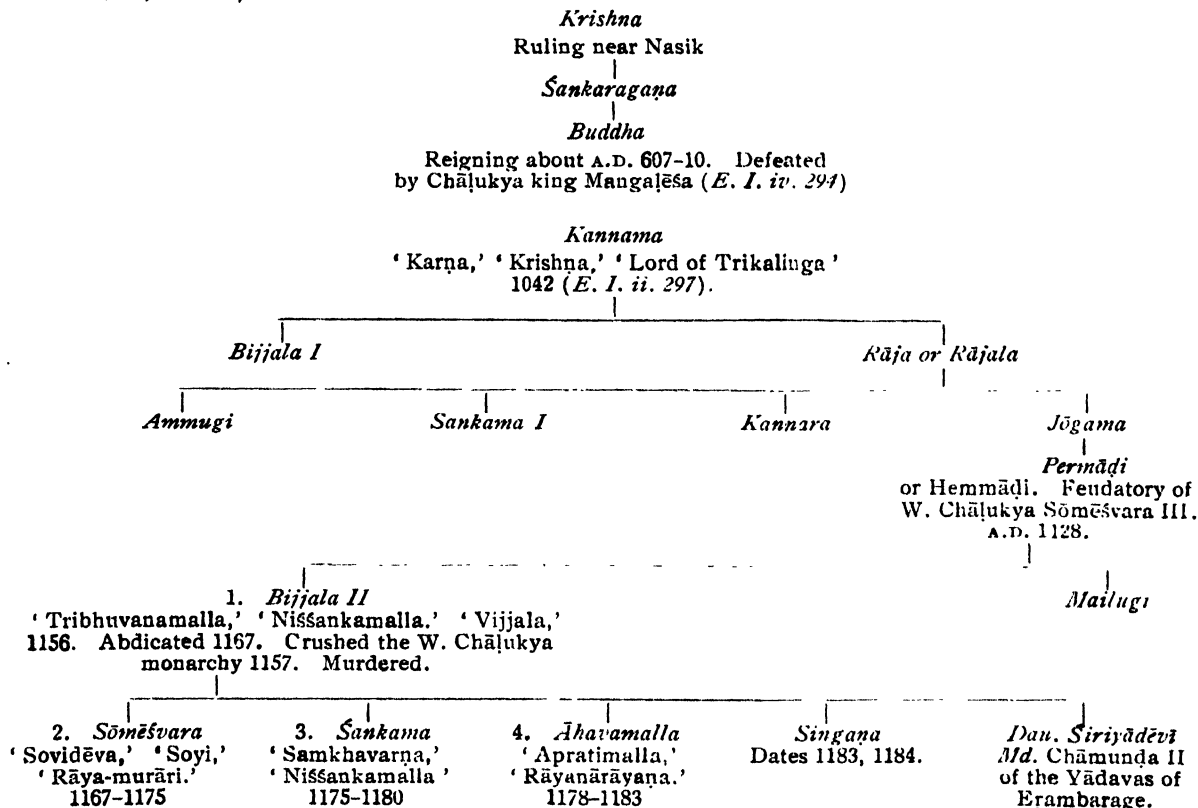 Krishna
Ruling near Nasik
Śankaragaṇa
Buddha
Reigning about A.D. 607-10. Defeated
by Chāḷukya king Mangaḷēśa (E. I. iv. 294)
Kannama
‘ Karṇa,’ ‘ Krishṇa,’ ‘ Lord of Trikalinga ’
1042 (E. I. ii. 297).
Bijjala I Rāja or Rājala
Ammugi Sankama I Kannara Jōgama
Permāḍi
or Hemmāḍi. Feudatory of
W. Chāḷukya Sōmēśvara III.
A.D. 1128.
1. Bijjala II Mailugi
‘ Tribhuvanamalla,’ ‘ Niśśankamalla.’ ‘ Vijjala,’
1156. Abdicated 1167. Crushed the W. Chāḷukya
monarchy 1157. Murdered.
2. Sōmēśvara 3. Śankama 4. Āhavamalla Singaṇa Dau. Siriyādēvi
‘ Sovidēva,’ ‘ Soyi,’ ‘ Samkhavarṇa,’ ‘ Apratimalla,’ Dates 1183, 1184. Md. Chāmuṇḍa II
‘ Rāya-murāri.’ ‘ Niśśankamalla ’ ‘ Rāyanārāyaṇa.’ of the Yādavas of
1167-1175 1175-1180 1178-1183 Erambarage.